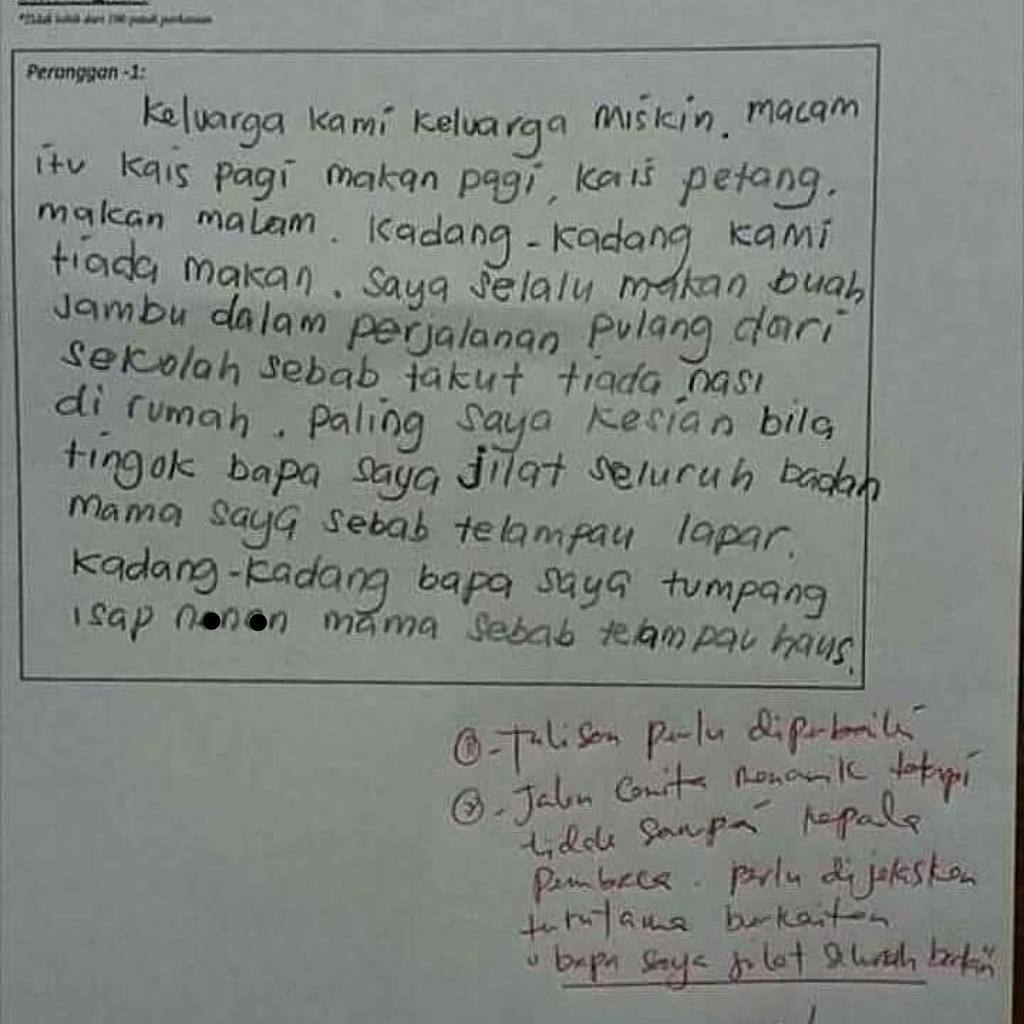 *Tidak lebih dari 100 patah perkataan
Peranggan -1:
keluarga kami keluarga miskin. macam
itu kais pagi makan pagi, kais petang.
makan malam. kadang-kadang kami
tiada makan. saya selalu makan buah
jambu dalam perjalanan pulang dari
sekolah sebab takut tiada nasi
di rumah. paling saya kesian bila
tingok bapa saya jilat seluruh badan
mama saya sebab telampau lapar.
kadang-kadang bapa saya tumpang
isap n●n●n mama sebab telampau haus.
① - Tulisan perlu diperbaiki
② - Jalan cerita menarik tetapi
tidak sampai kepada
pembaca. perlu dijelaskan
terutama berkaitan
"bapa saya jilat seluruh badan"